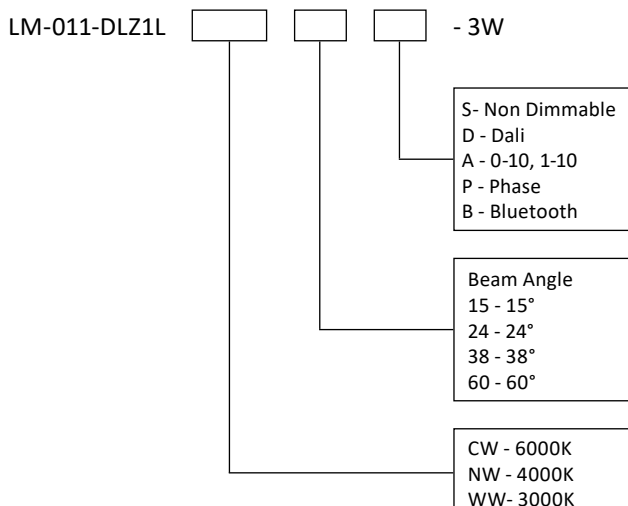 LM-011-DLZ1L - 3W
S- Non Dimmable
D - Dali
A - 0-10, 1-10
P - Phase
B - Bluetooth
Beam Angle
15 - 15°
24 - 24°
38 - 38°
60 - 60°
CW - 6000K
NW - 4000K
WW- 3000K